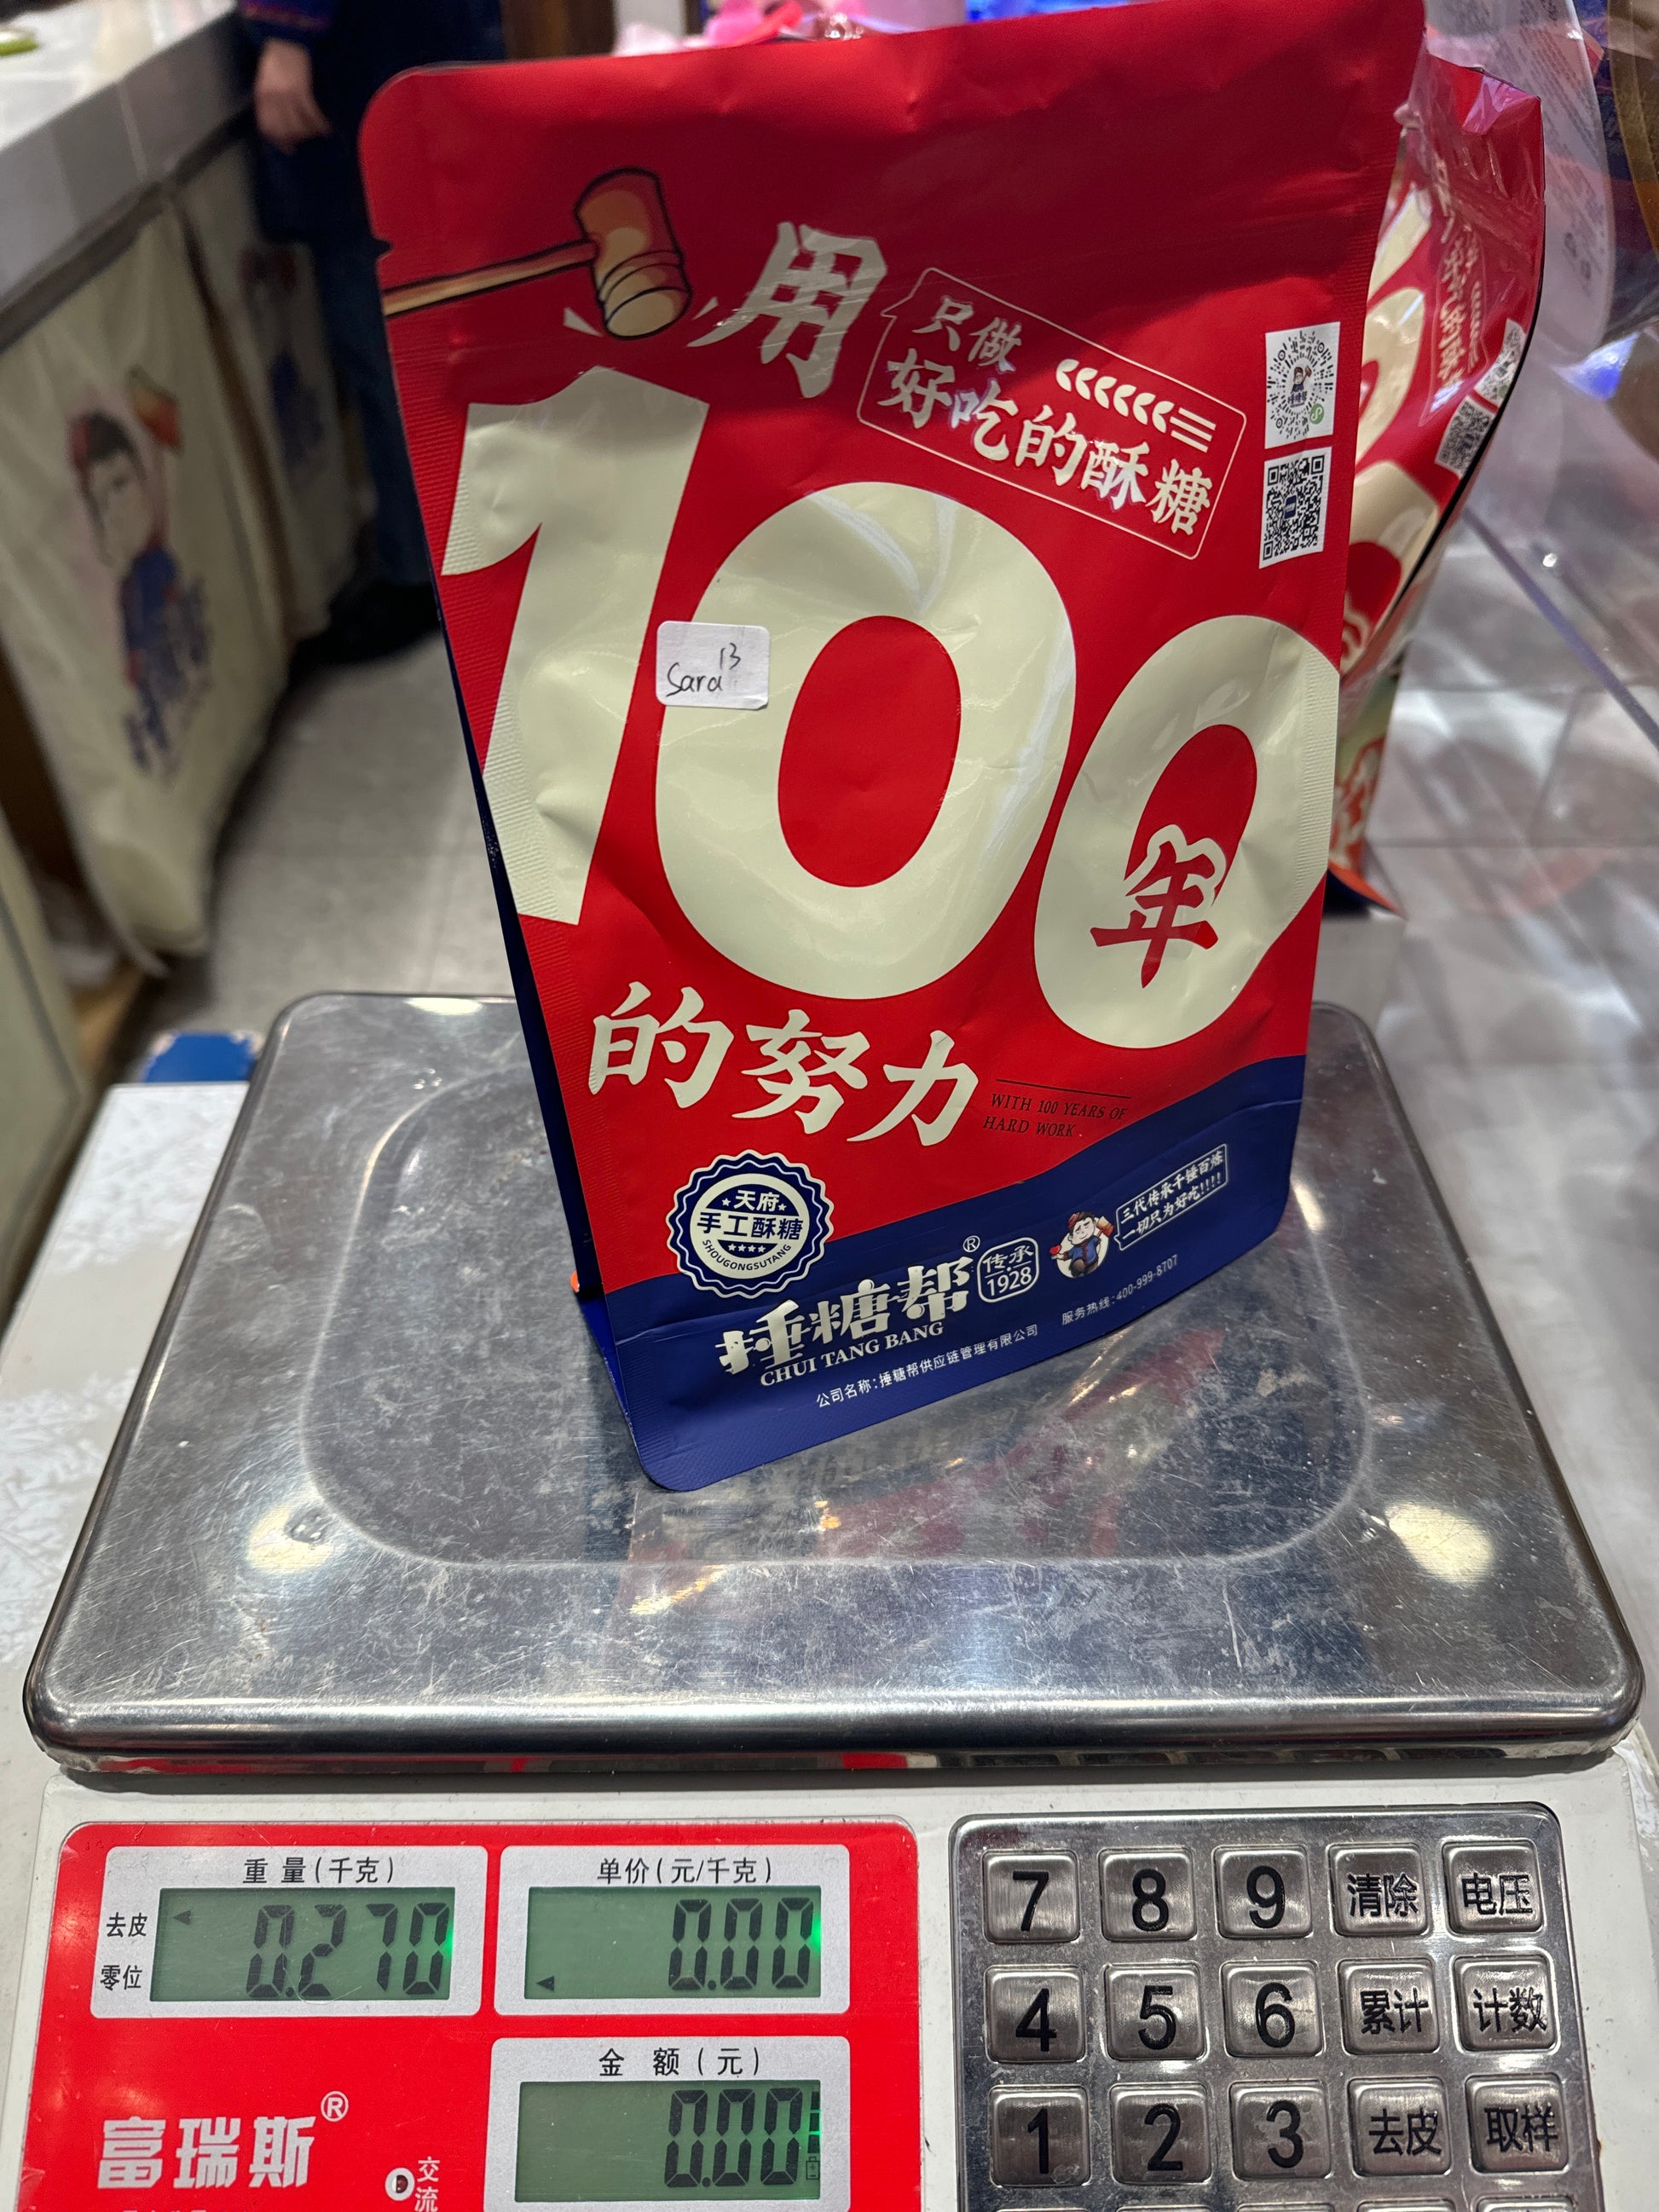 用
只做
好吃的酥糖
100
年
Sara 13
的努力
WITH 100 YEARS OF
HARD WORK
天府
手工酥糖
SHOUGONGSUTANG
捶糖帮®
CHUI TANG BANG
传承
1928
三代传承千锤百炼
一切只为好吃!!!!
公司名称:捶糖帮供应链管理有限公司
服务热线:400-999-8707
重量(千克)
去皮
零位
0.270
单价(元/千克)
0.00
金额(元)
0.00
富瑞斯®
交
流
7 8 9 清除 电压
4 5 6 累计 计数
1 2 3 去皮 取样